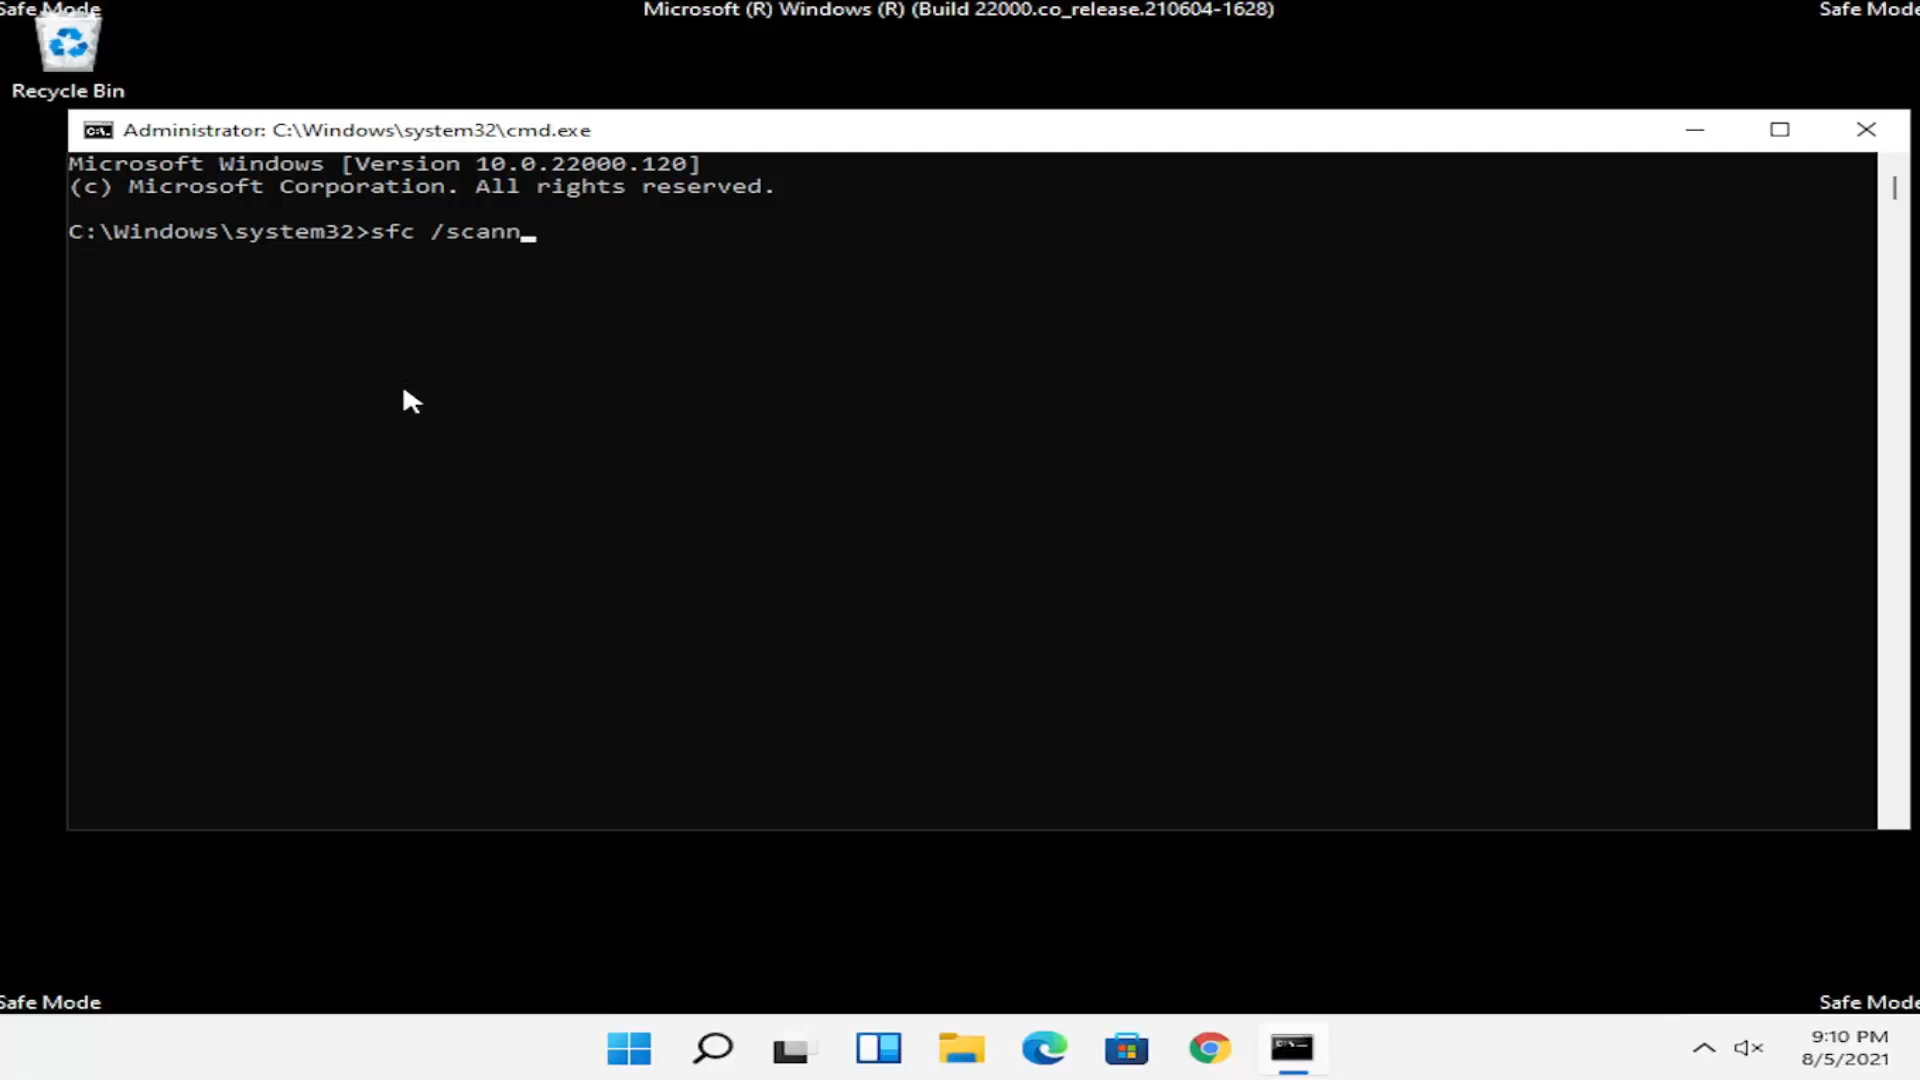 Safe Mode
Microsoft (R) Windows (R) (Build 22000.co_release.210604-1628)
Safe Mode
Recycle Bin
Administrator: C:\Windows\system32\cmd.exe
Microsoft Windows [Version 10.0.22000.120]
(c) Microsoft Corporation. All rights reserved.
C:\Windows\system32>sfc /scann
Safe Mode
Safe Mode
9:10 PM
8/5/2021